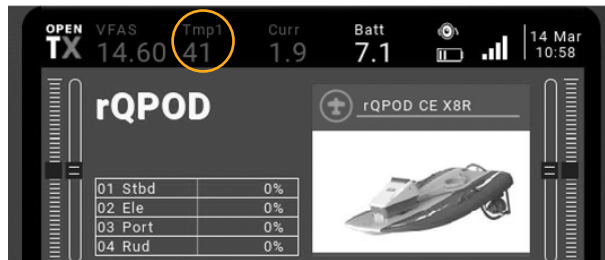 OPEN TX VFAS Tmp1 Curr Batt 14 Mar
14.60 41 1.9 7.1 10:58
rQPOD rQPOD CE X8R
01 Stbd 0%
02 Ele 0%
03 Port 0%
04 Rud 0%